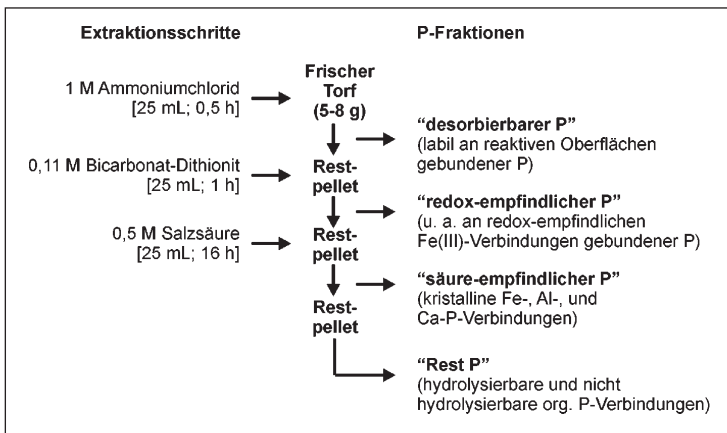 Extraktionsschritte
P-Fraktionen
1 M Ammoniumchlorid
[25 mL; 0,5 h]
Frischer
Torf
(5-8 g)
“desorbierbarer P”
(labil an reaktiven Oberflächen
gebundener P)
0,11 M Bicarbonat-Dithionit
[25 mL; 1 h]
Rest-
pellet
“redox-empfindlicher P”
(u. a. an redox-empfindlichen
Fe(III)-Verbindungen gebundener P)
0,5 M Salzsäure
[25 mL; 16 h]
Rest-
pellet
“säure-empfindlicher P”
(kristalline Fe-, Al-, und
Ca-P-Verbindungen)
Rest-
pellet
“Rest P”
(hydrolysierbare und nicht
hydrolysierbare org. P-Verbindungen)